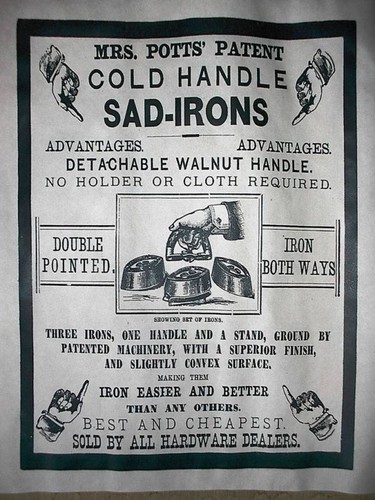 MRS. POTTS' PATENT
COLD HANDLE
SAD-IRONS
ADVANTAGES. ADVANTAGES.
DETACHABLE WALNUT HANDLE.
NO HOLDER OR CLOTH REQUIRED.
DOUBLE
POINTED.
IRON
BOTH WAYS
SHOWING SET OF IRONS.
THREE IRONS, ONE HANDLE AND A STAND, GROUND BY
PATENTED MACHINERY, WITH A SUPERIOR FINISH,
AND SLIGHTLY CONVEX SURFACE.
MAKING THEM
IRON EASIER AND BETTER
THAN ANY OTHERS.
BEST AND CHEAPEST.
SOLD BY ALL HARDWARE DEALERS.